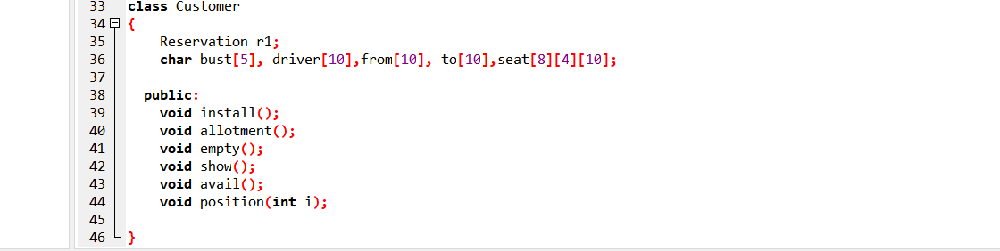 33 class Customer
34 {
35 Reservation r1;
36 char bust[5], driver[10],from[10], to[10],seat[8][4][10];
37
38 public:
39 void install();
40 void allotment();
41 void empty();
42 void show();
43 void avail();
44 void position(int i);
45
46 }